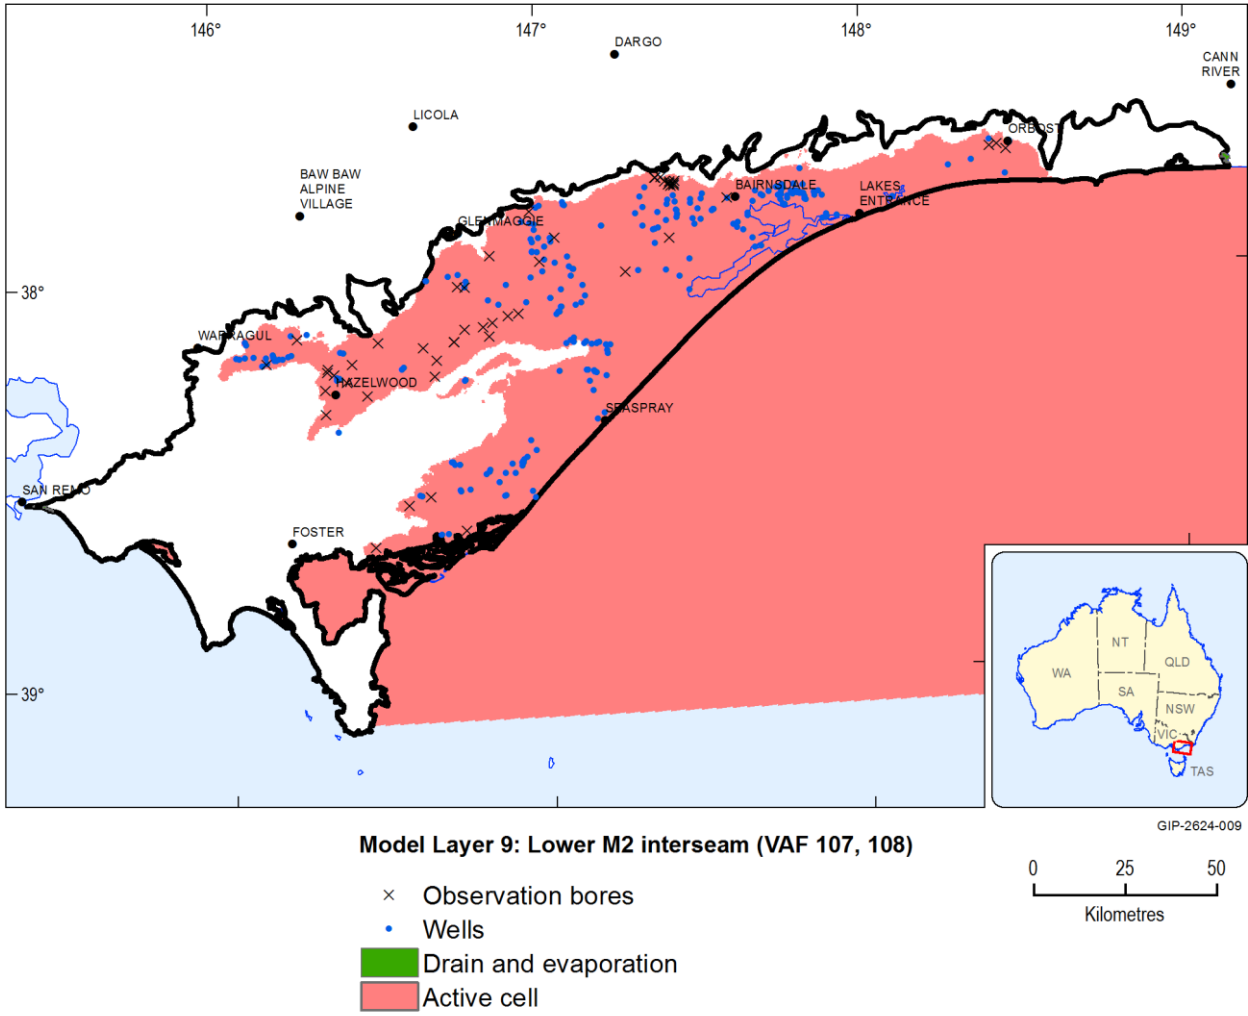 146°
147°
148°
149°
DARGO
CANN
RIVER
LICOLA
ORBOST
BAW BAW
ALPINE
VILLAGE
BAIRNSDALE
LAKES
ENTRANCE
GLENMAGGIE
38°
WARRAGUL
HAZELWOOD
SEASPRAY
SAN REMO
FOSTER
39°
NT
QLD
WA
SA
NSW
VIC
TAS
GIP-2624-009
Model Layer 9: Lower M2 interseam (VAF 107, 108)
Observation bores
Wells
Drain and evaporation
Active cell
0 25 50
Kilometres